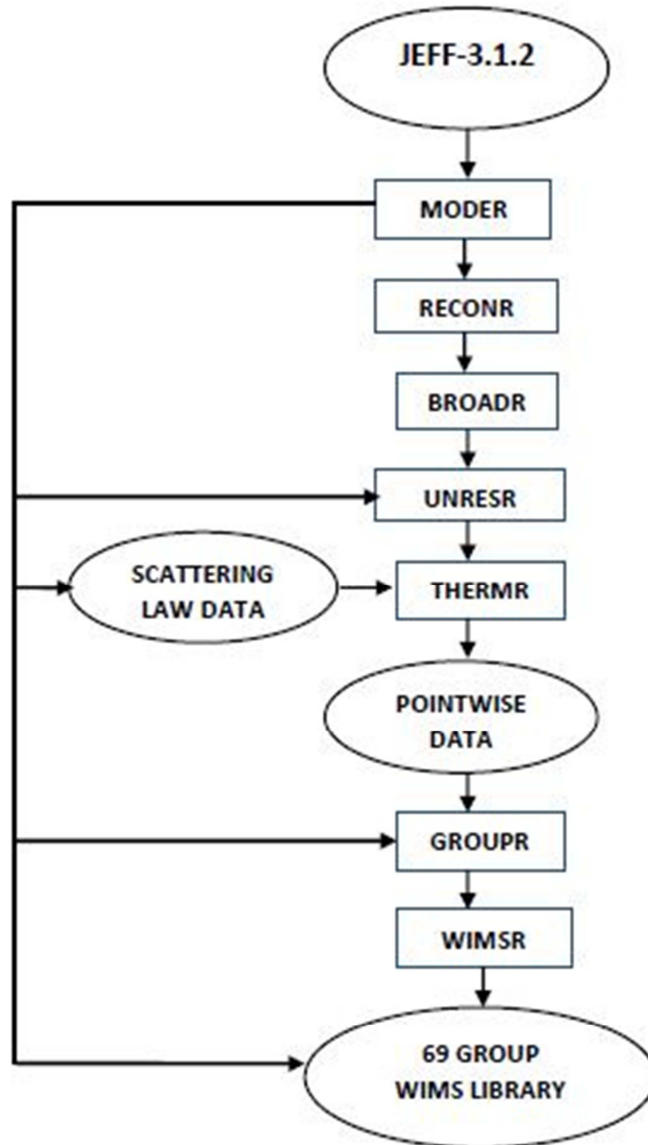 JEFF-3.1.2
MODER
RECONR
BROADR
UNRESR
SCATTERING
LAW DATA
THERMR
POINTWISE
DATA
GROUPR
WIMSR
69 GROUP
WIMS LIBRARY